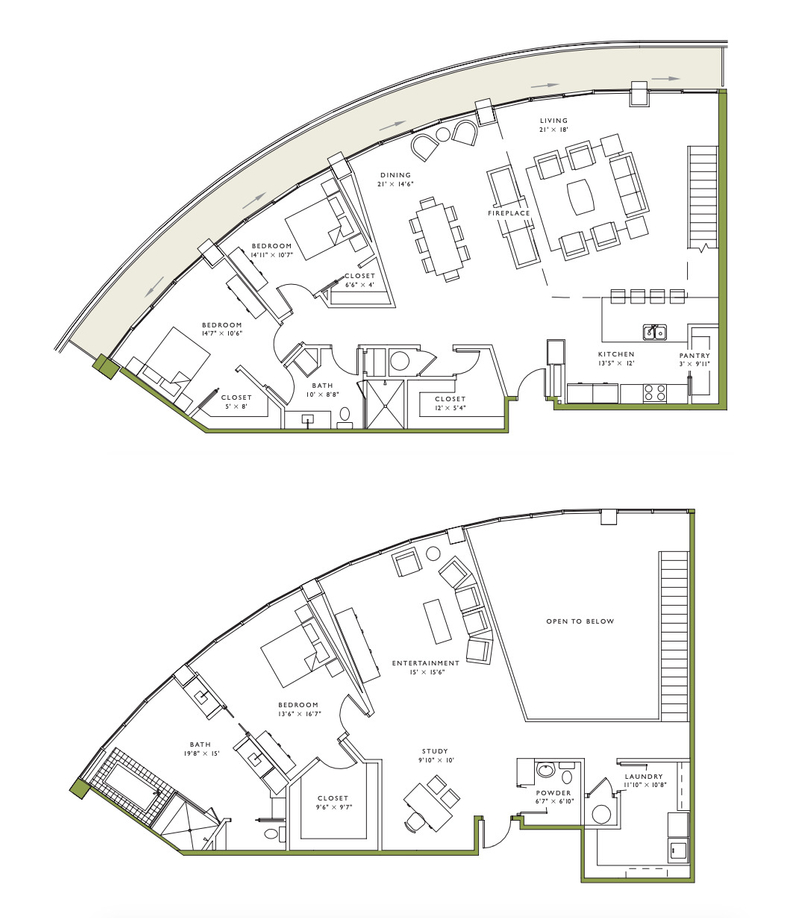 LIVING
21' × 18'
DINING
21' × 14'6"
FIREPLACE
BEDROOM
14'11" × 10'7"
CLOSET
6'6" × 4'
BEDROOM
14'7" × 10'6"
KITCHEN
13'5" × 12'
PANTRY
3' × 9'11"
BATH
10' × 8'8"
CLOSET
5' × 8'
CLOSET
12' × 5'4"
OPEN TO BELOW
ENTERTAINMENT
15' × 15'6"
BEDROOM
13'6" × 16'7"
BATH
19'8" × 15'
STUDY
9'10" × 10'
LAUNDRY
11'10" × 10'8"
POWDER
6'7" × 6'10"
CLOSET
9'6" × 9'7"